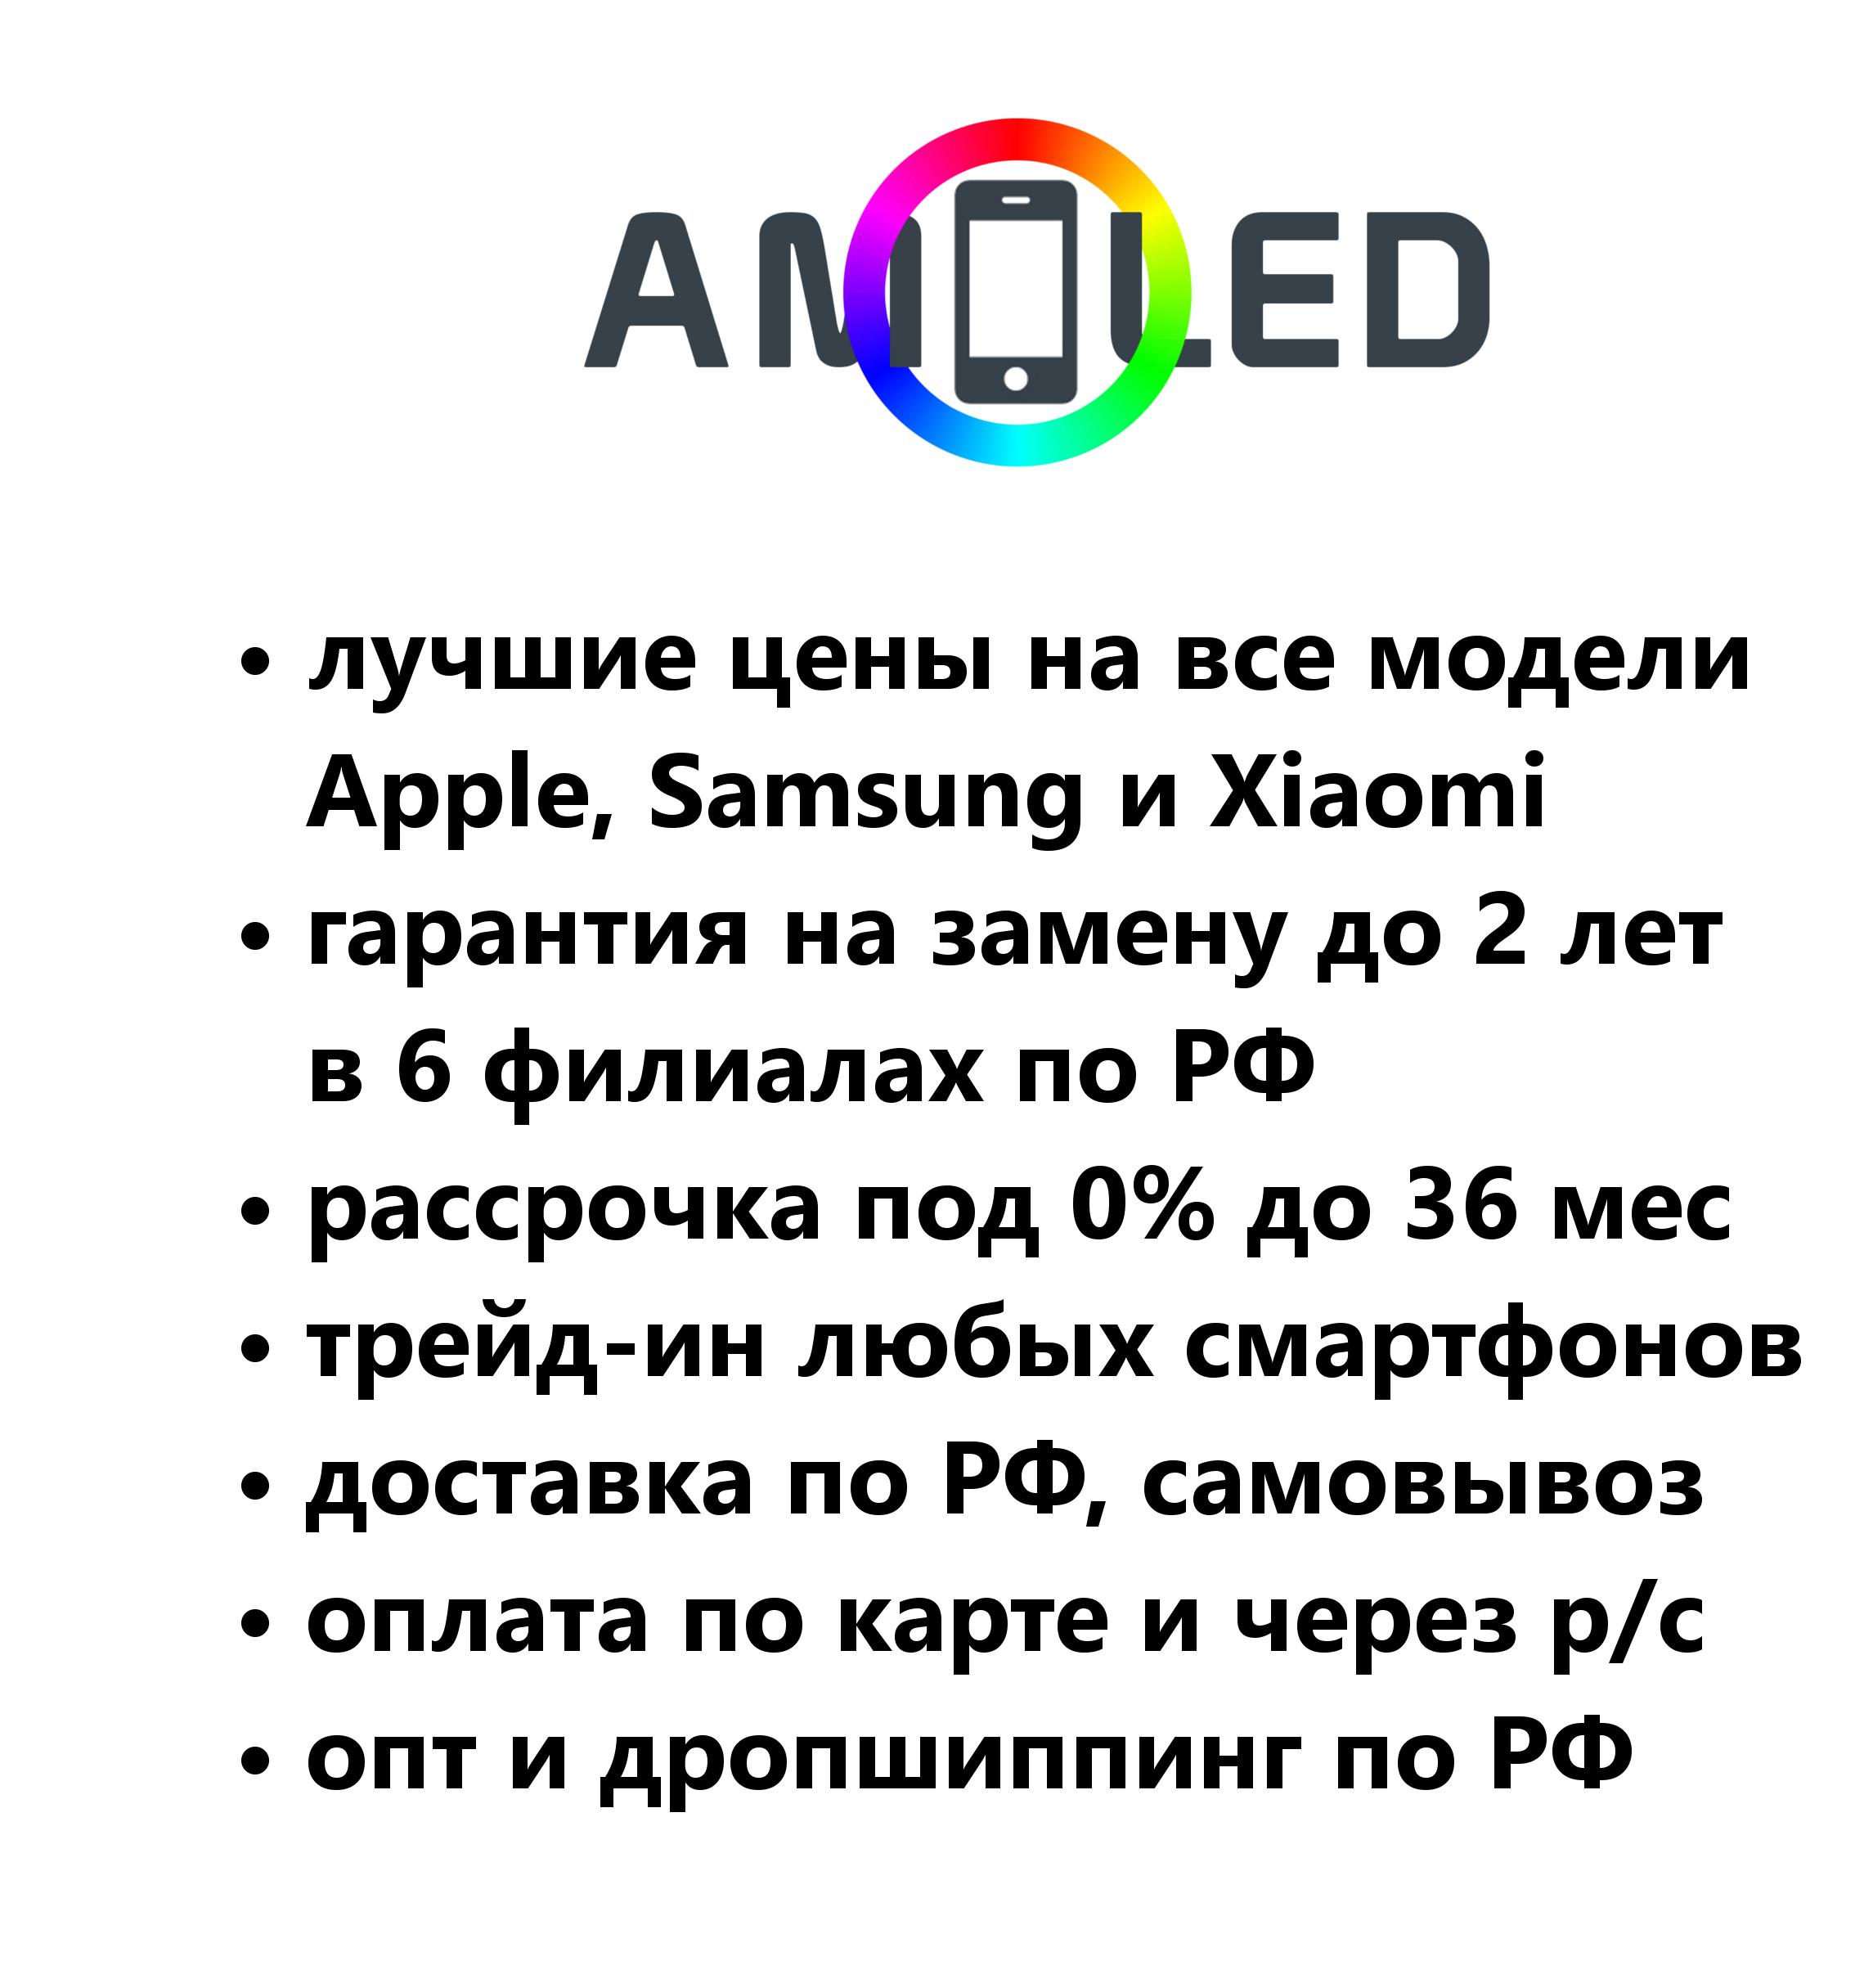 AMOLED
• лучшие цены на все модели
Apple, Samsung и Xiaomi
• гарантия на замену до 2 лет
в 6 филиалах по РФ
• рассрочка под 0% до 36 мес
• трейд-ин любых смартфонов
• доставка по РФ, самовывоз
• оплата по карте и через р/с
• опт и дропшиппинг по РФ